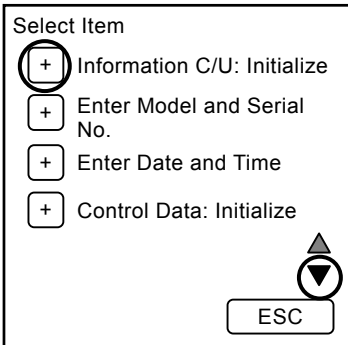 Select Item
+ Information C/U: Initialize
+ Enter Model and Serial
No.
+ Enter Date and Time
+ Control Data: Initialize
ESC